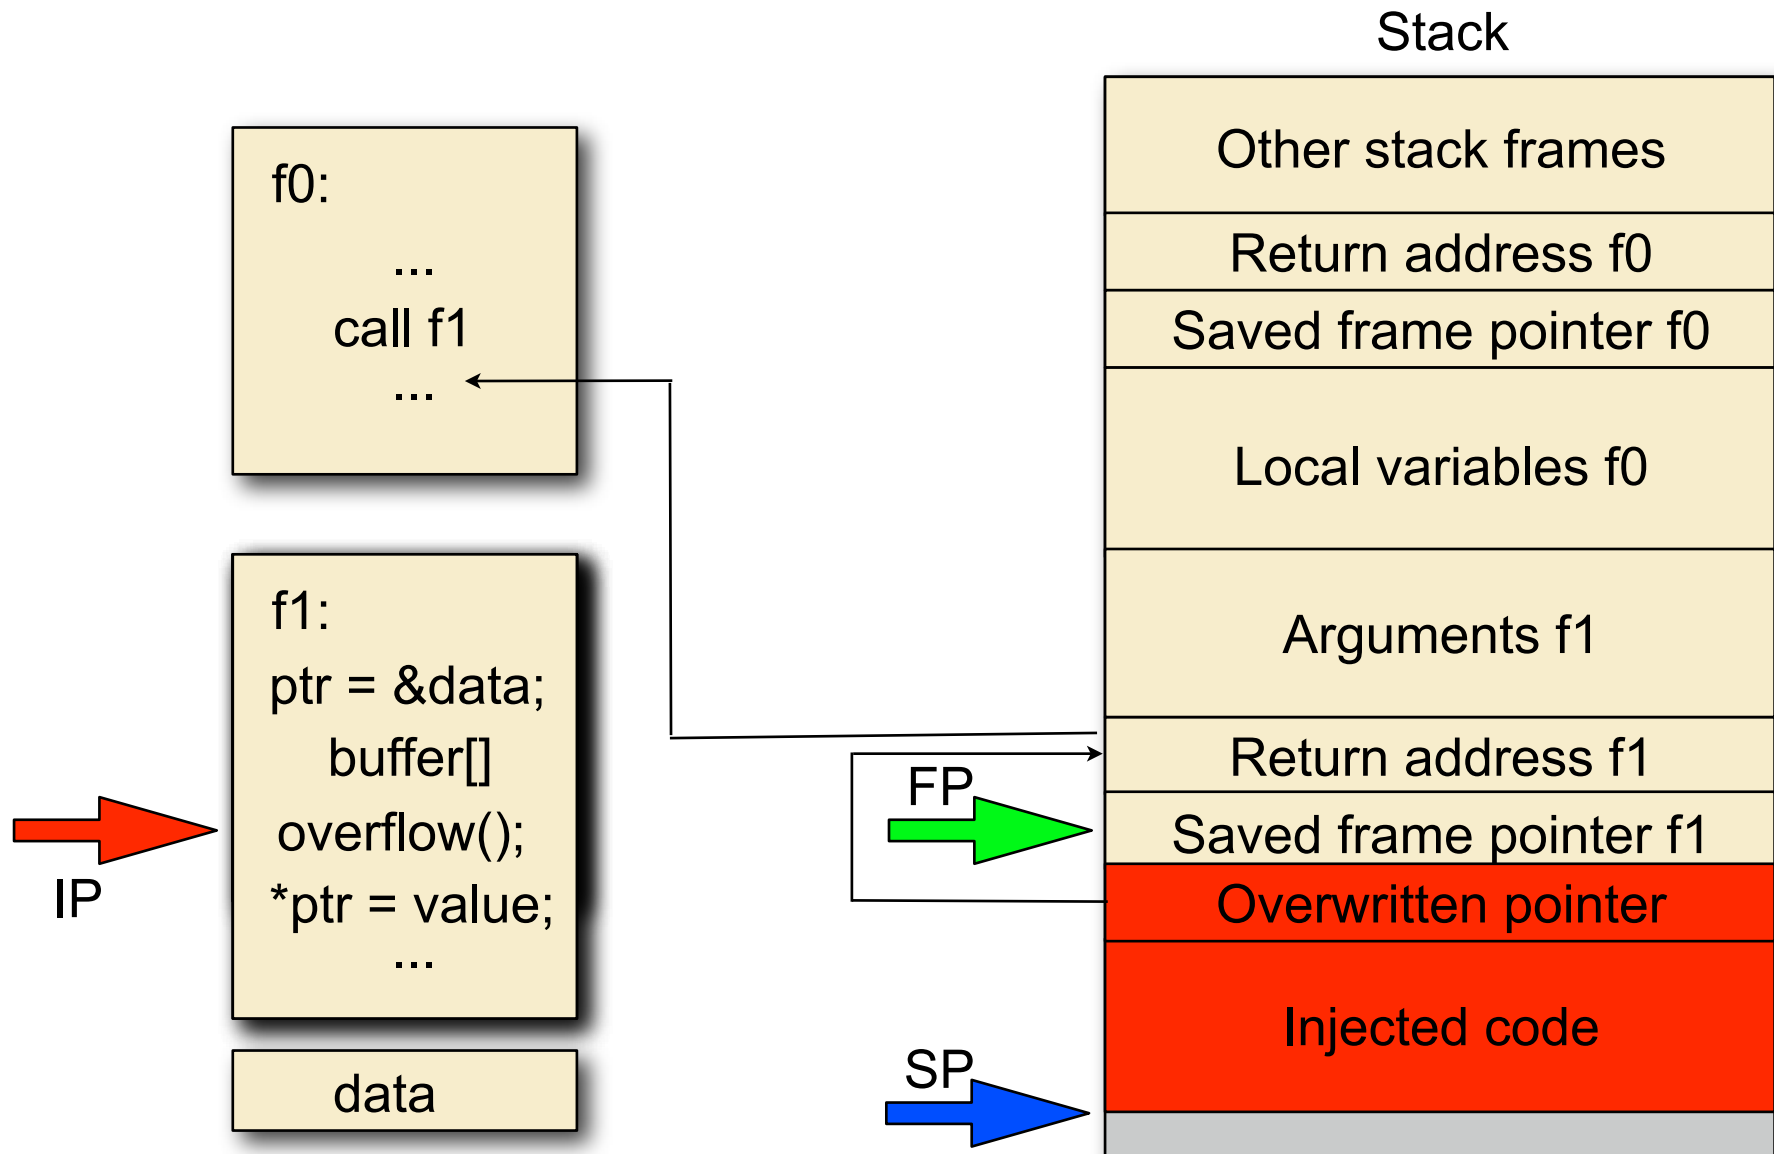 Stack
f0:
...
call f1
...
f1:
ptr = &data;
buffer[]
overflow();
*ptr = value;
...
data
IP
FP
SP
Other stack frames
Return address f0
Saved frame pointer f0
Local variables f0
Arguments f1
Return address f1
Saved frame pointer f1
Overwritten pointer
Injected code